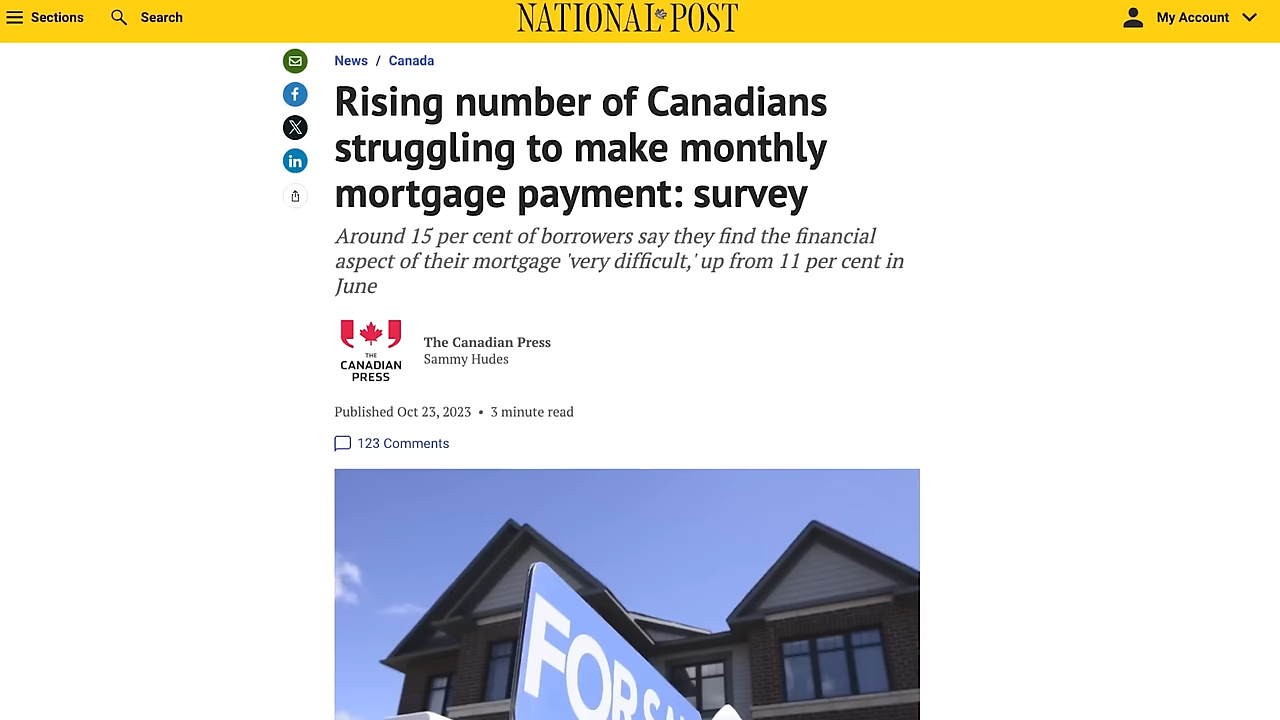 Sections
Search
NATIONAL POST
My Account
News / Canada
Rising number of Canadians
struggling to make monthly
mortgage payment: survey
Around 15 per cent of borrowers say they find the financial
aspect of their mortgage 'very difficult,' up from 11 per cent in
June
THE
CANADIAN
PRESS
The Canadian Press
Sammy Hudes
Published Oct 23, 2023 • 3 minute read
123 Comments
FOR SA